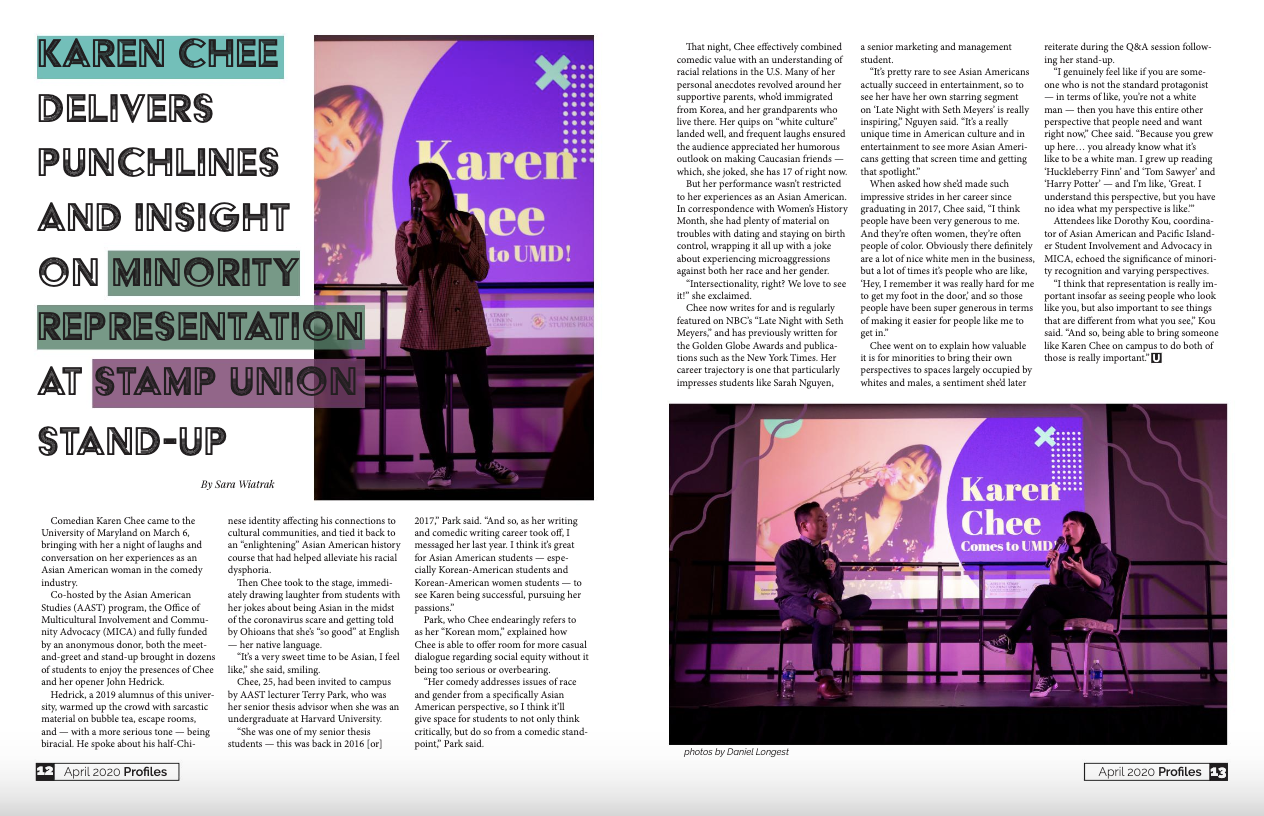 KAREN CHEE
DELIVERS
PUNCHLINES
AND INSIGHT
ON MINORITY
REPRESENTATION
AT STAMP UNION
STAND-UP
By Sara Wiatrak
Karen
Chee
to UMD!
Comedian Karen Chee came to the
University of Maryland on March 6,
bringing with her a night of laughs and
conversation on her experiences as an
Asian American woman in the comedy
industry.
Co-hosted by the Asian American
Studies (AAST) program, the Office of
Multicultural Involvement and Commu-
nity Advocacy (MICA) and fully funded
by an anonymous donor, both the meet-
and-greet and stand-up brought in dozens
of students to enjoy the presences of Chee
and her opener John Hedrick.
Hedrick, a 2019 alumnus of this univer-
sity, warmed up the crowd with sarcastic
material on bubble tea, escape rooms,
and — with a more serious tone — being
biracial. He spoke about his half-Chi-
nese identity affecting his connections to
cultural communities, and tied it back to
an “enlightening” Asian American history
course that had helped alleviate his racial
dysphoria.
Then Chee took to the stage, immedi-
ately drawing laughter from students with
her jokes about being Asian in the midst
of the coronavirus scare and getting told
by Ohioans that she’s “so good” at English
— her native language.
“It’s a very sweet time to be Asian, I feel
like,” she said, smiling.
Chee, 25, had been invited to campus
by AAST lecturer Terry Park, who was
her senior thesis advisor when she was an
undergraduate at Harvard University.
“She was one of my senior thesis
students — this was back in 2016 [or]
2017,” Park said. “And so, as her writing
and comedic writing career took off, I
messaged her last year. I think it’s great
for Asian American students — espe-
cially Korean-American students and
Korean-American women students — to
see Karen being successful, pursuing her
passions.”
Park, who Chee endearingly refers to
as her “Korean mom,” explained how
Chee is able to offer room for more casual
dialogue regarding social equity without it
being too serious or overbearing.
“Her comedy addresses issues of race
and gender from a specifically Asian
American perspective, so I think it’ll
give space for students to not only think
critically, but do so from a comedic stand-
point,” Park said.
12 April 2020 Profiles
That night, Chee effectively combined
comedic value with an understanding of
racial relations in the U.S. Many of her
personal anecdotes revolved around her
supportive parents, who’d immigrated
from Korea, and her grandparents who
live there. Her quips on “white culture”
landed well, and frequent laughs ensured
the audience appreciated her humorous
outlook on making Caucasian friends —
which, she joked, she has 17 of right now.
But her performance wasn’t restricted
to her experiences as an Asian American.
In correspondence with Women’s History
Month, she had plenty of material on
troubles with dating and staying on birth
control, wrapping it all up with a joke
about experiencing microaggressions
against both her race and her gender.
“Intersectionality, right? We love to see
it!” she exclaimed.
Chee now writes for and is regularly
featured on NBC’s “Late Night with Seth
Meyers,” and has previously written for
the Golden Globe Awards and publica-
tions such as the New York Times. Her
career trajectory is one that particularly
impresses students like Sarah Nguyen,
a senior marketing and management
student.
“It’s pretty rare to see Asian Americans
actually succeed in entertainment, so to
see her have her own starring segment
on ‘Late Night with Seth Meyers’ is really
inspiring,” Nguyen said. “It’s a really
unique time in American culture and in
entertainment to see more Asian Ameri-
cans getting that screen time and getting
that spotlight.”
When asked how she’d made such
impressive strides in her career since
graduating in 2017, Chee said, “I think
people have been very generous to me.
And they’re often women, they’re often
people of color. Obviously there definitely
are a lot of nice white men in the business,
but a lot of times it’s people who are like,
‘Hey, I remember it was really hard for me
to get my foot in the door,’ and so those
people have been super generous in terms
of making it easier for people like me to
get in.”
Chee went on to explain how valuable
it is for minorities to bring their own
perspectives to spaces largely occupied by
whites and males, a sentiment she’d later
reiterate during the Q&A session follow-
ing her stand-up.
“I genuinely feel like if you are some-
one who is not the standard protagonist
— in terms of like, you’re not a white
man — then you have this entire other
perspective that people need and want
right now,” Chee said. “Because you grew
up here… you already know what it’s
like to be a white man. I grew up reading
‘Huckleberry Finn’ and ‘Tom Sawyer’ and
‘Harry Potter’ — and I’m like, ‘Great. I
understand this perspective, but you have
no idea what my perspective is like.’”
Attendees like Dorothy Kou, coordina-
tor of Asian American and Pacific Island-
er Student Involvement and Advocacy in
MICA, echoed the significance of minori-
ty recognition and varying perspectives.
“I think that representation is really im-
portant insofar as seeing people who look
like you, but also important to see things
that are different from what you see,” Kou
said. “And so, being able to bring someone
like Karen Chee on campus to do both of
those is really important.” U
Karen
Chee
Comes to UMD!
photos by Daniel Longest
April 2020 Profiles 13